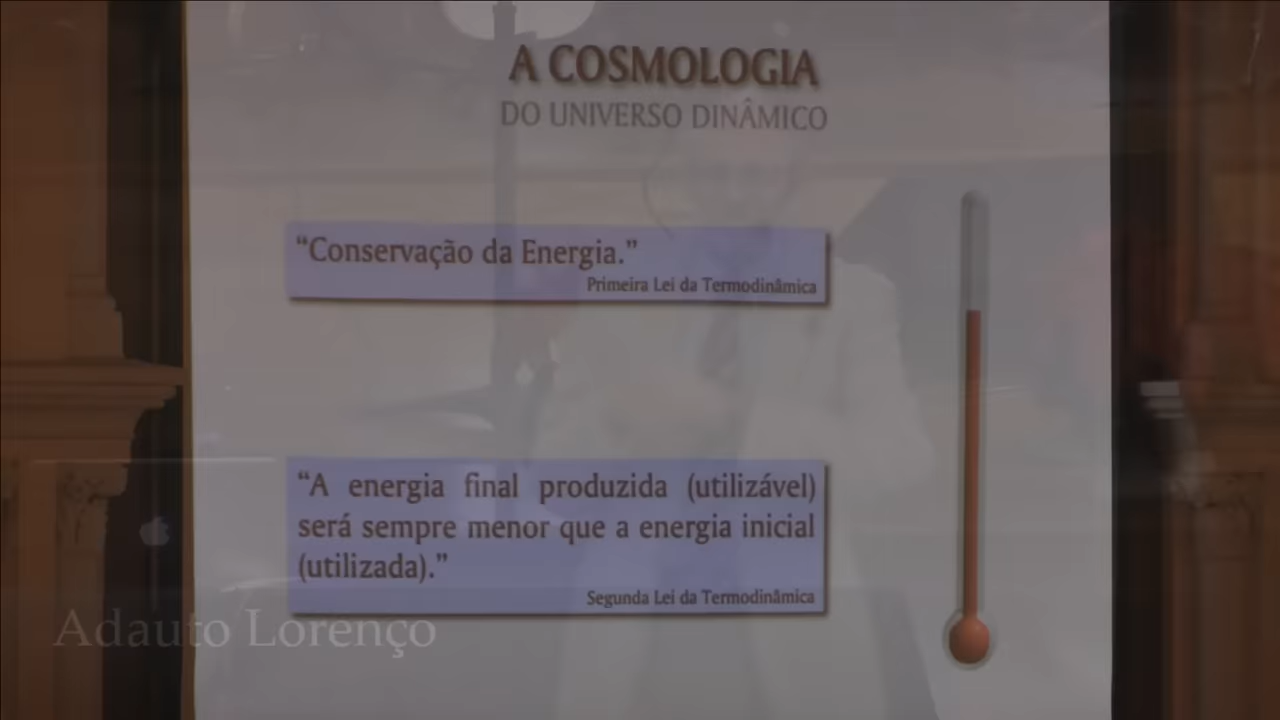 A COSMOLOGIA
DO UNIVERSO DINÂMICO
“Conservação da Energia.”
Primeira Lei da Termodinâmica
“A energia final produzida (utilizável)
será sempre menor que a energia inicial
(utilizada).”
Segunda Lei da Termodinâmica
Adauto Lorenço